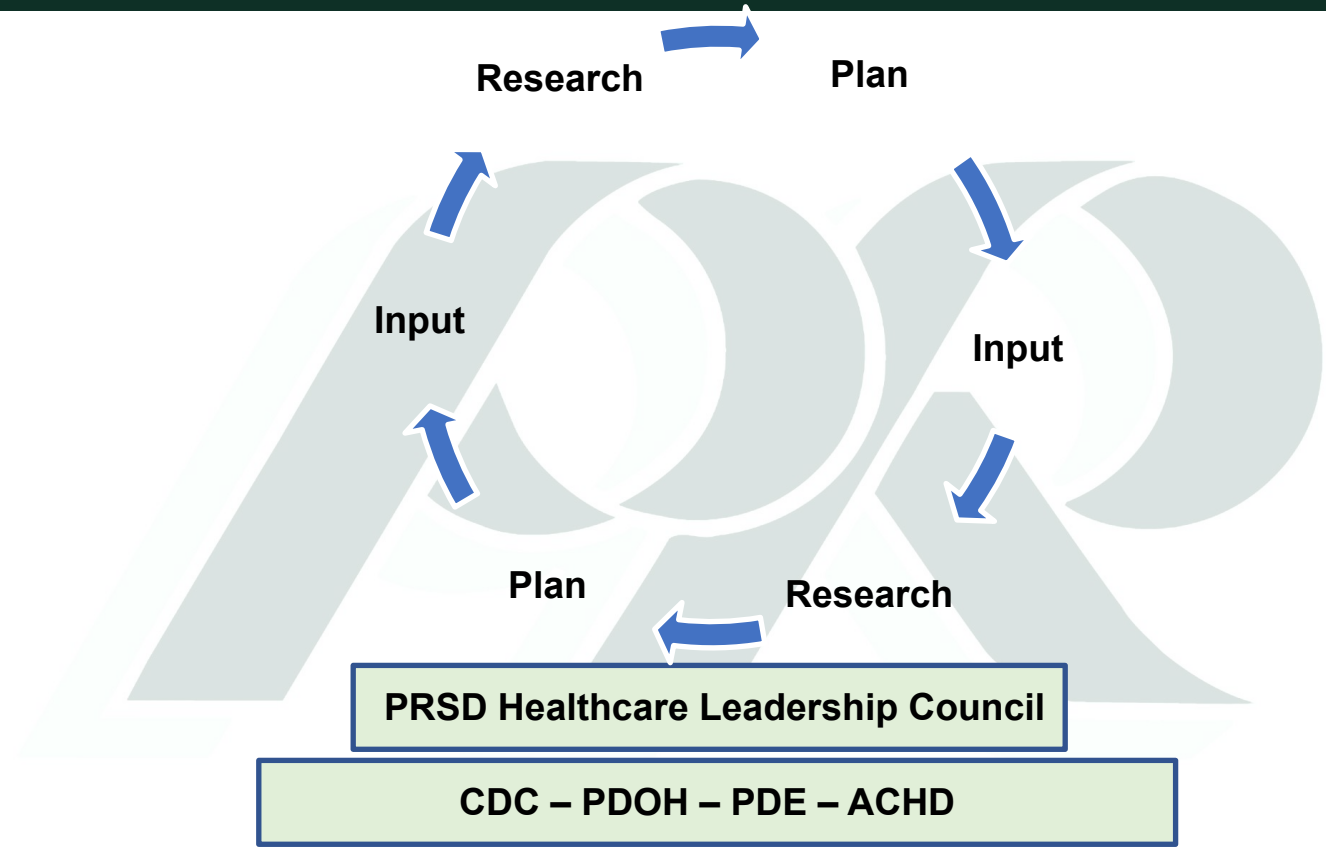 Research
Plan
Input
Input
Plan
Research
PRSD Healthcare Leadership Council
CDC – PDOH – PDE – ACHD